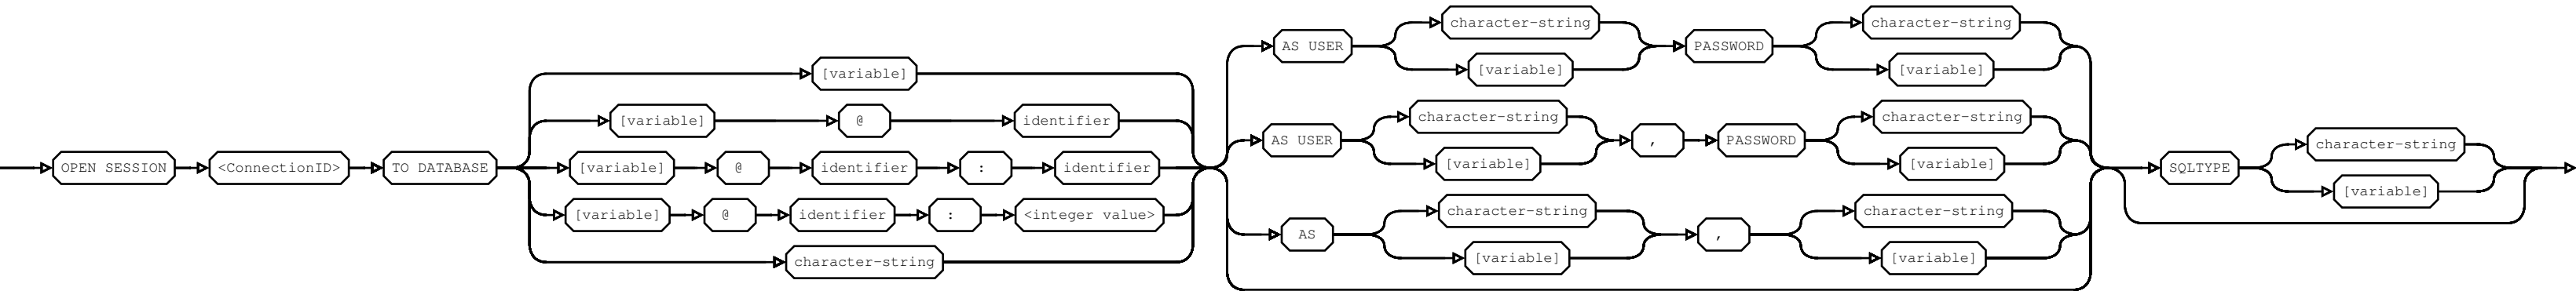 character-string character-string
AS USER PASSWORD
[variable] [variable]
[variable]
character-string character-string
[variable] @ identifier
AS USER , PASSWORD
[variable] [variable]
character-string
OPEN SESSION <ConnectionID> TO DATABASE [variable] @ identifier : identifier SQLTYPE
[variable]
[variable] @ identifier : <integer value>
character-string character-string
AS ,
[variable] [variable]
character-string